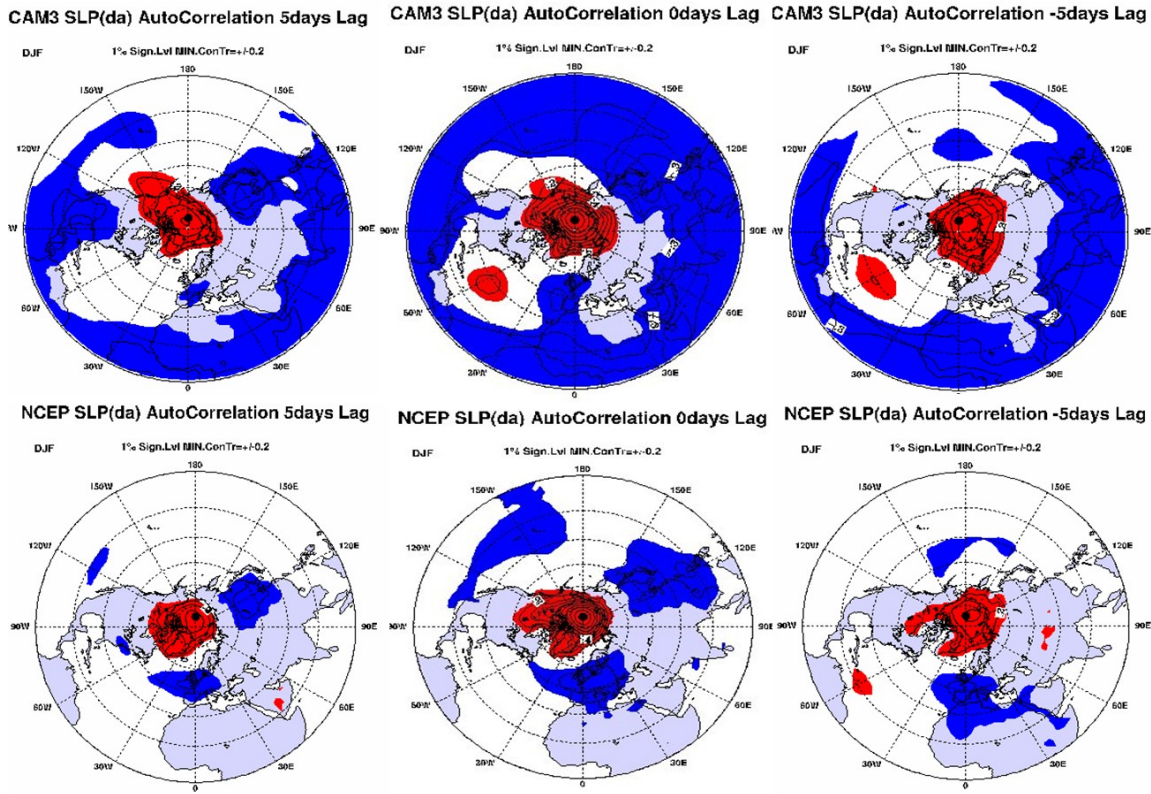 CAM3 SLP(da) AutoCorrelation 5days Lag
DJF
1% Sign.Lvl MIN.ConTr=+/-0.2
180
150W
150E
120W
120E
W
90E
60W
60E
30W
30E
0
CAM3 SLP(da) AutoCorrelation 0days Lag
DJF
1% Sign.Lvl MIN.ConTr=+/-0.2
180
150W
150E
120W
120E
90W
90E
60W
60E
30W
30E
0
CAM3 SLP(da) AutoCorrelation -5days Lag
DJF
1% Sign.Lvl MIN.ConTr=+/-0.2
180
150W
150E
120W
120E
90W
90E
60W
60E
30W
30E
0
NCEP SLP(da) AutoCorrelation 5days Lag
DJF
1% Sign.Lvl MIN.ConTr=+/-0.2
180
150W
150E
120W
120E
90W
90E
60W
60E
30W
30E
0
NCEP SLP(da) AutoCorrelation 0days Lag
DJF
1% Sign.Lvl MIN.ConTr=+/-0.2
180
150W
150E
120W
120E
90W
90E
60W
60E
30W
30E
0
NCEP SLP(da) AutoCorrelation -5days Lag
DJF
1% Sign.Lvl MIN.ConTr=+/-0.2
180
150W
150E
120W
120E
90W
90E
60W
60E
30W
30E
0